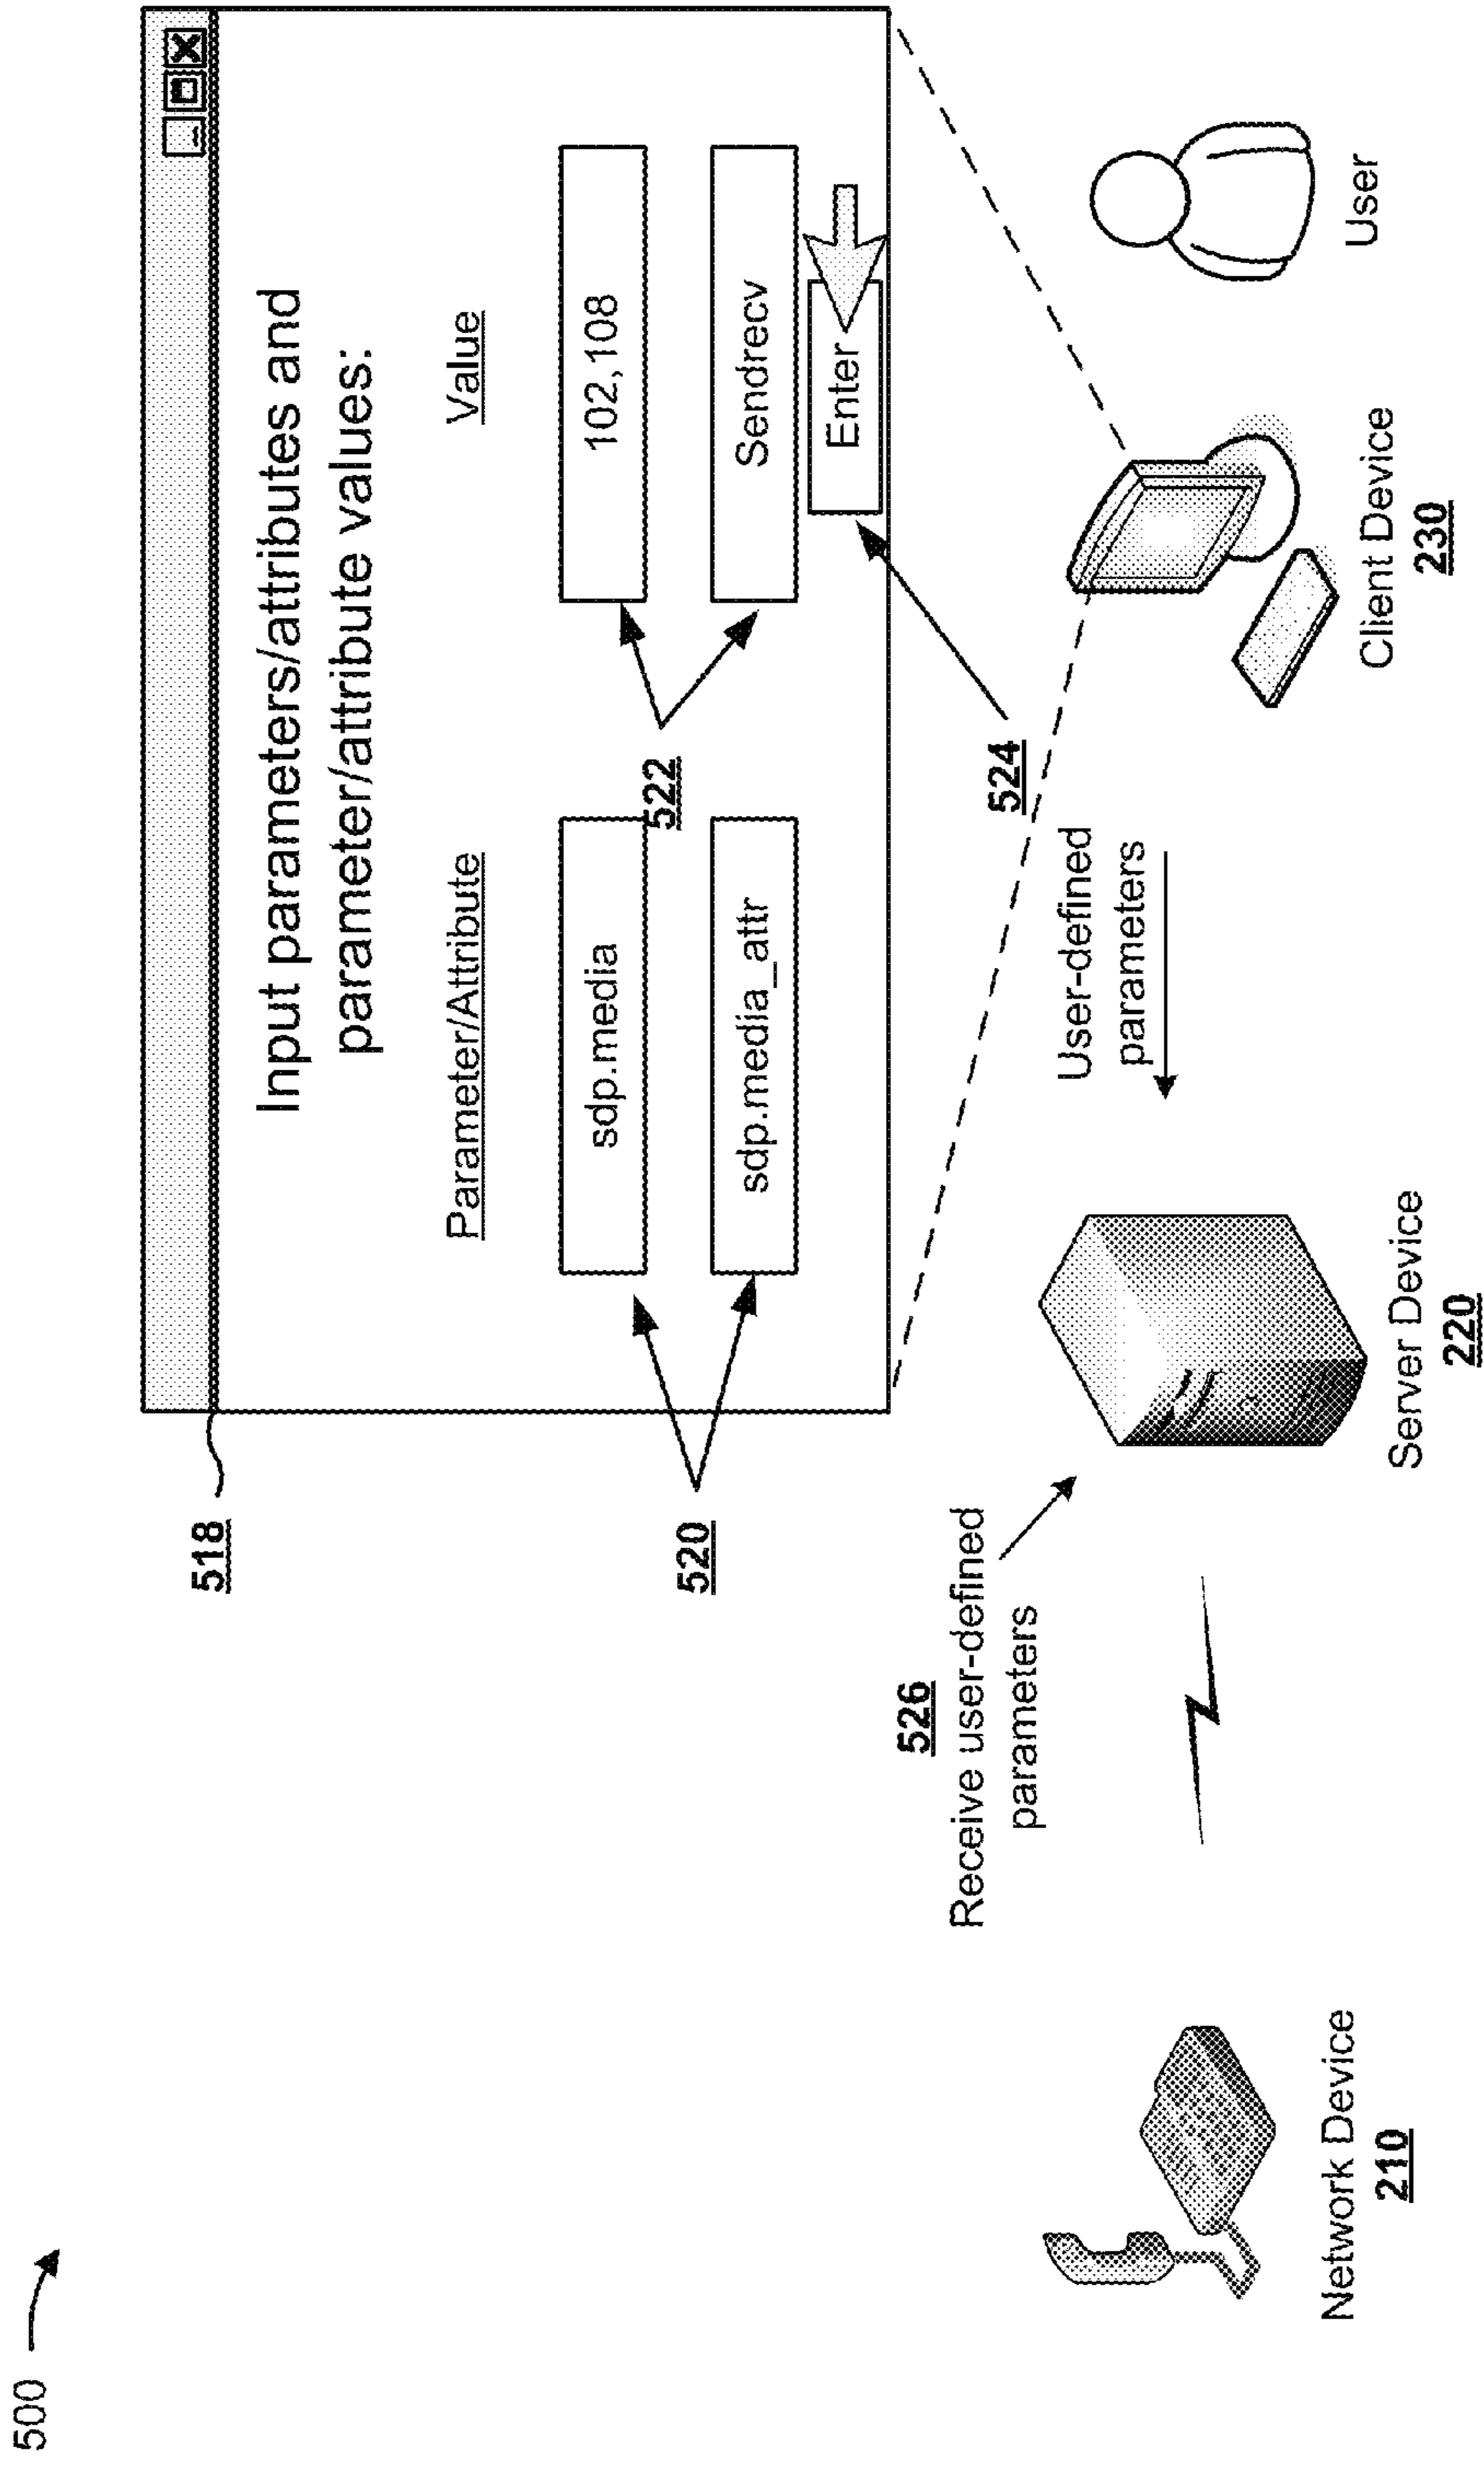 500
518
Input parameters/attributes and
parameter/attribute values:
Parameter/Attribute
Value
sdp.media
102,108
520
522
sdp.media_attr
Sendrecv
Enter
524
526
Receive user-defined
parameters
User-defined
parameters
Network Device
210
Server Device
220
Client Device
230
User